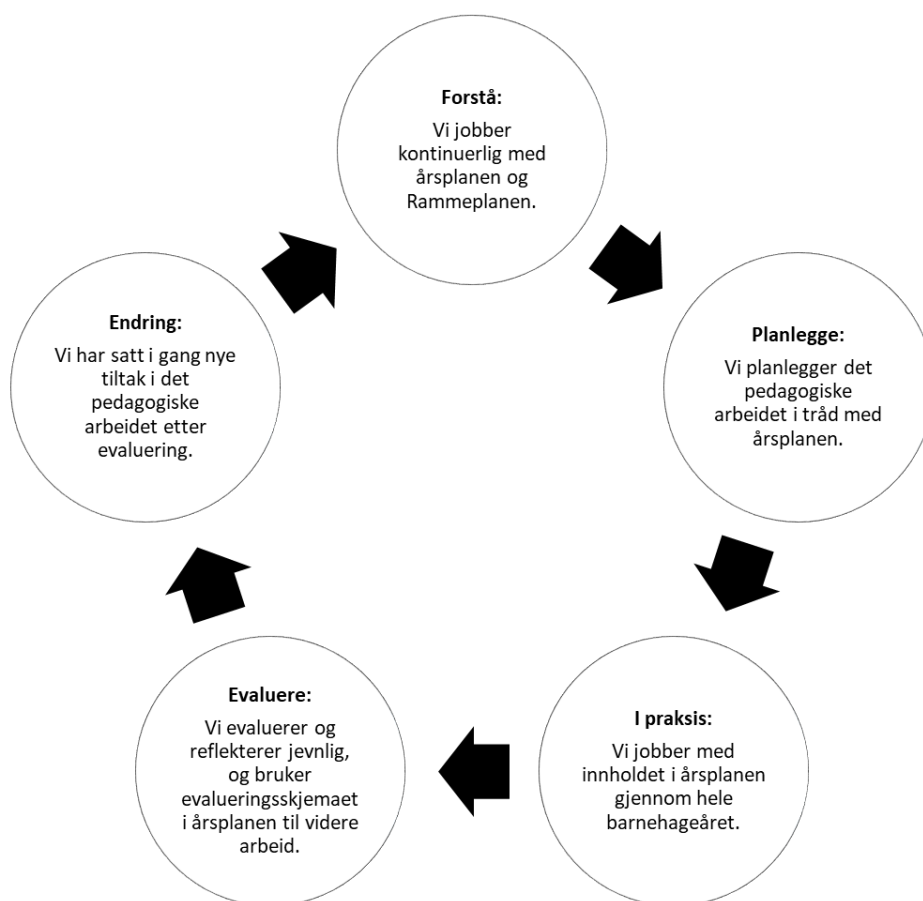 Forstå:
Vi jobber
kontinuerlig med
årsplanen og
Rammeplanen.
Planlegge:
Vi planlegger det
pedagogiske
arbeidet i tråd med
årsplanen.
I praksis:
Vi jobber med
innholdet i årsplanen
gjennom hele
barnehageåret.
Evaluere:
Vi evaluerer og
reflekterer jevnlig,
og bruker
evalueringsskjemaet
i årsplanen til videre
arbeid.
Endring:
Vi har satt i gang nye
tiltak i det
pedagogiske
arbeidet etter
evaluering.